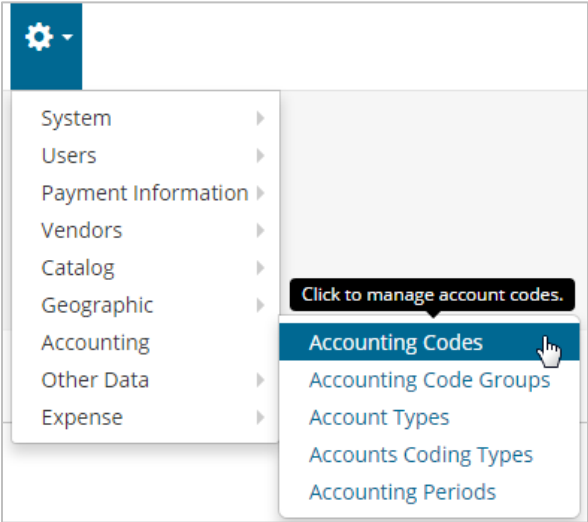 System
Users
Payment Information
Vendors
Catalog
Geographic
Accounting
Other Data
Expense
Click to manage account codes.
Accounting Codes
Accounting Code Groups
Account Types
Accounts Coding Types
Accounting Periods